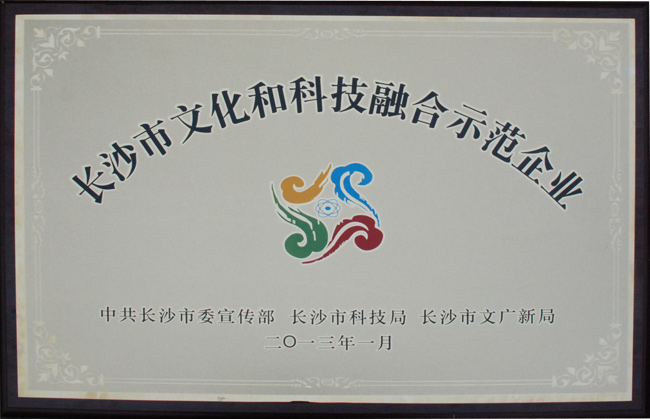 长沙市文化和科技融合示范企业
中共长沙市委宣传部 长沙市科技局 长沙市文广新局
二〇一三年一月